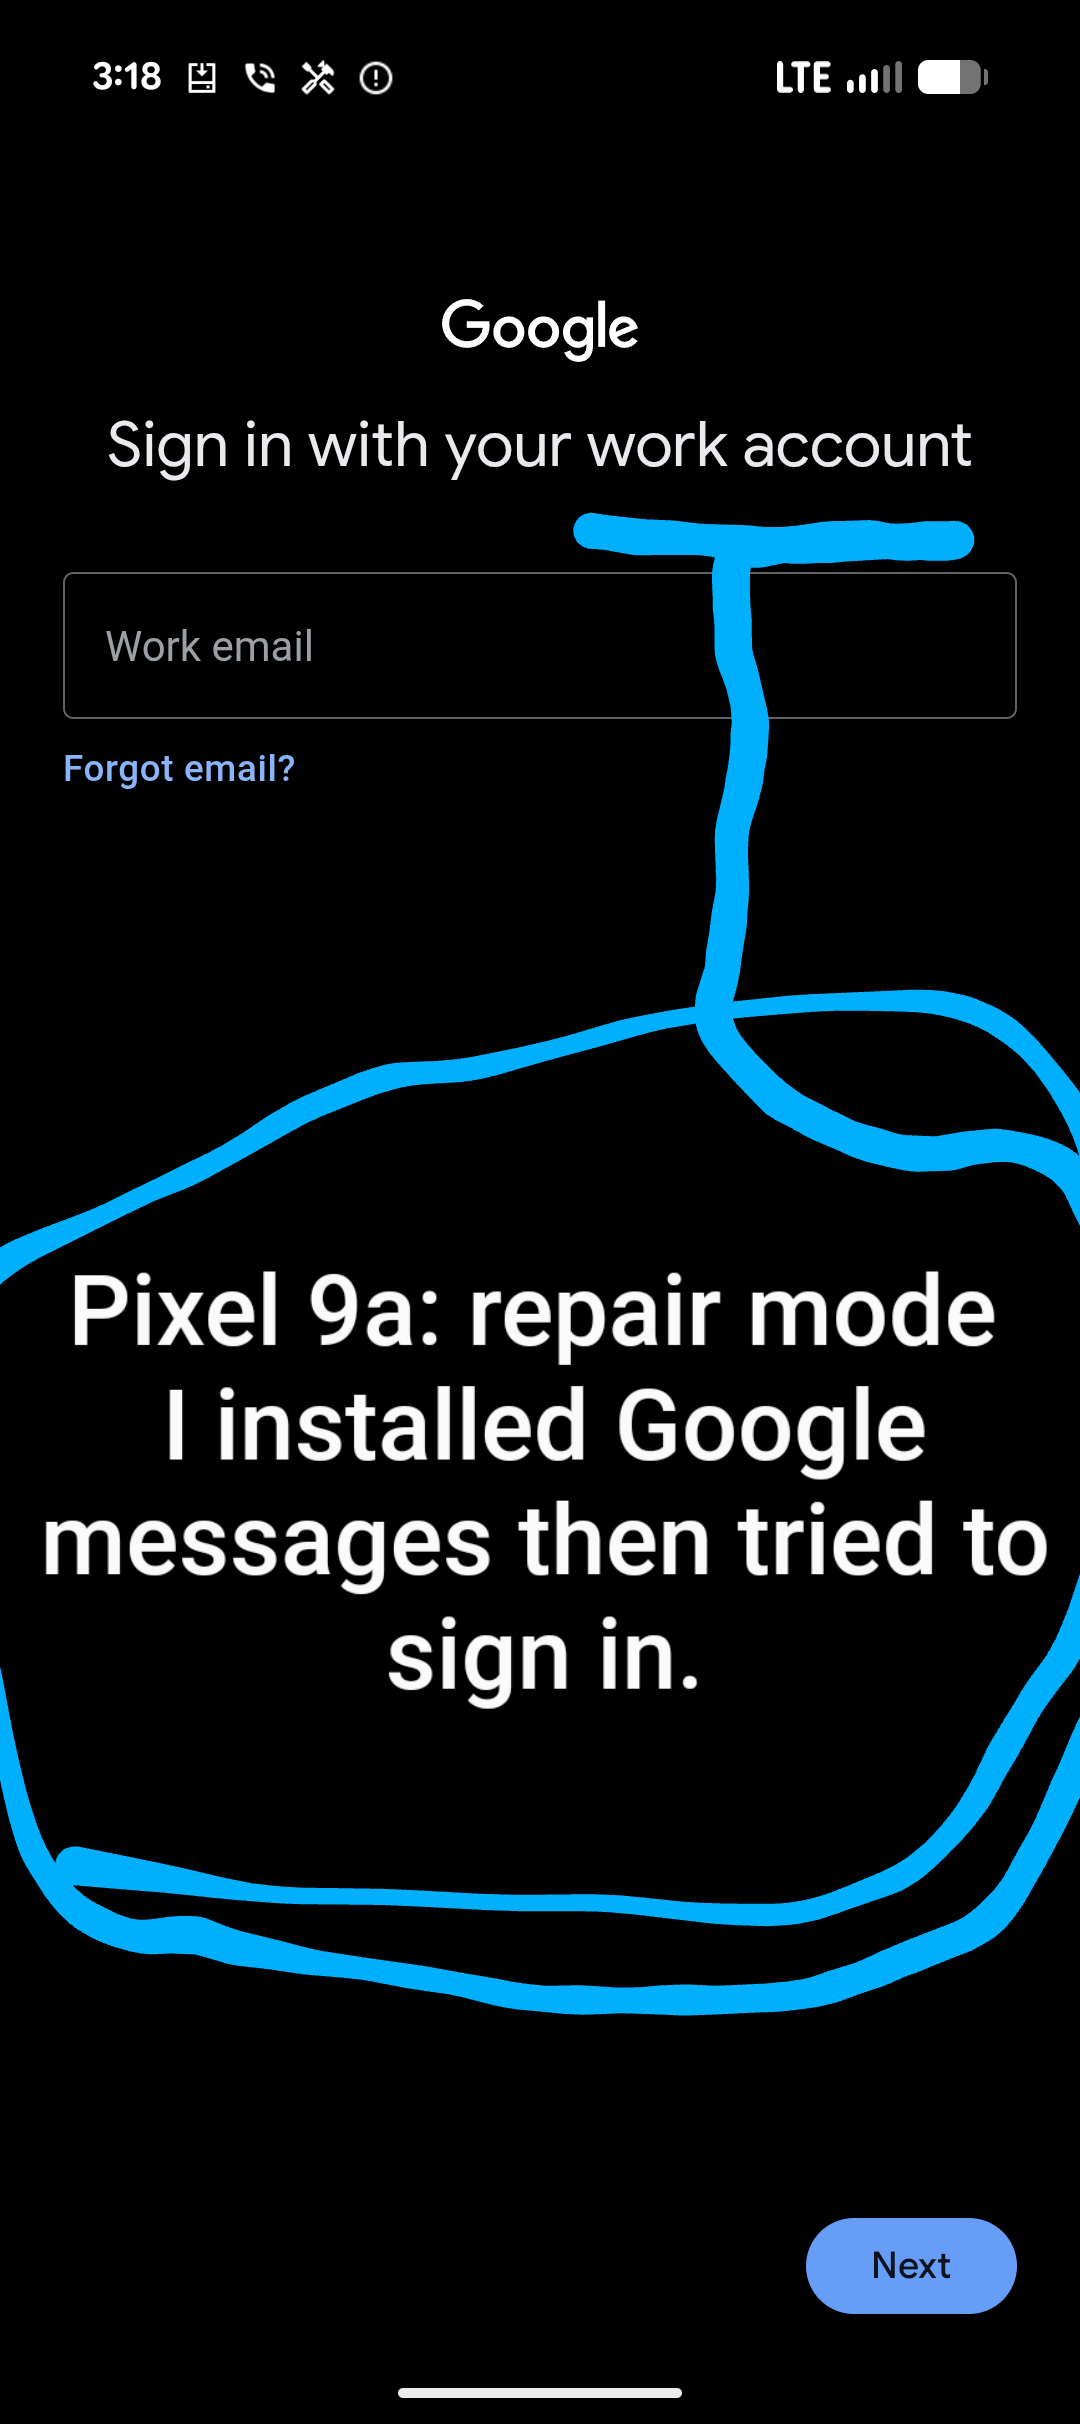 3:18 LTE
Google
Sign in with your work account
Work email
Forgot email?
Pixel 9a: repair mode
I installed Google
messages then tried to
sign in.
Next